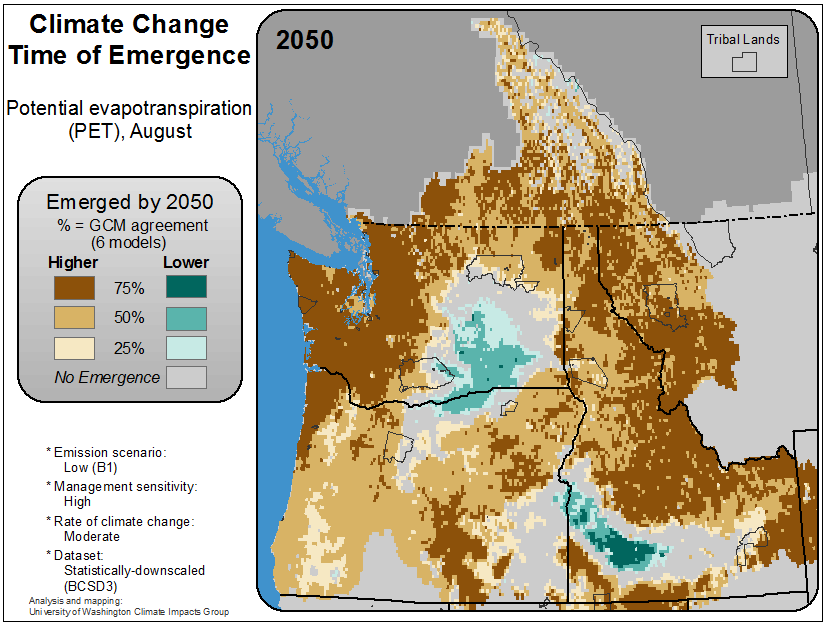 Climate Change
Time of Emergence
Potential evapotranspiration
(PET), August
Emerged by 2050
% = GCM agreement
(6 models)
Higher Lower
75%
50%
25%
No Emergence
* Emission scenario:
Low (B1)
* Management sensitivity:
High
* Rate of climate change:
Moderate
* Dataset:
Statistically-downscaled
(BCSD3)
Analysis and mapping:
University of Washington Climate Impacts Group
2050
Tribal Lands